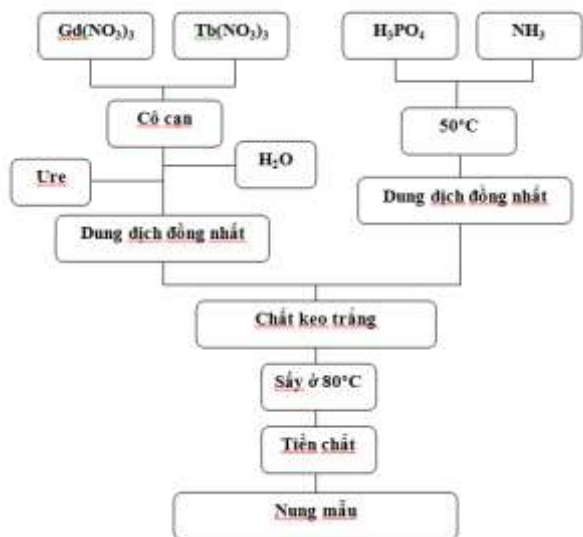 Gd(NO₃)₃
Tb(NO₃)₃
H₃PO₄
NH₃
Cô cạn
50°C
Ure
H₂O
Dung dịch đồng nhất
Dung dịch đồng nhất
Chất keo trắng
Sấy ở 80°C
Tiền chất
Nung mẫu